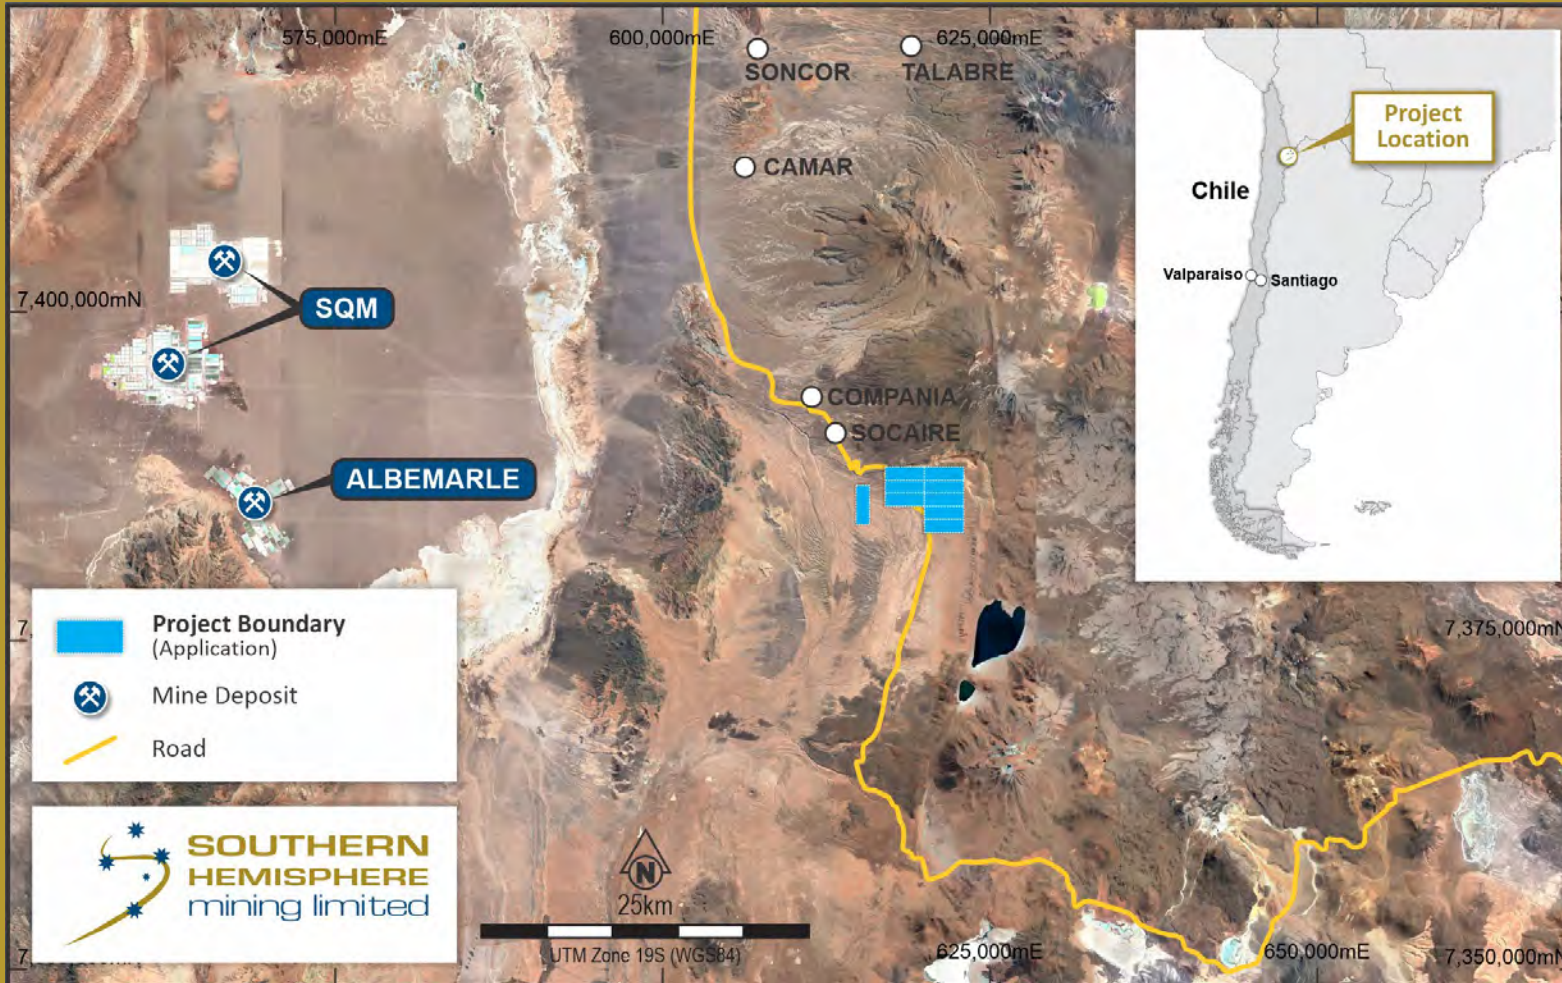 575,000mE
600,000mE
625,000mE
SONCOR
TALABRE
CAMAR
7,400,000mN
SQM
COMPANIA
SOCAIRE
ALBEMARLE
Project
Location
Chile
Valparaiso
Santiago
Project Boundary
(Application)
Mine Deposit
Road
7,375,000mN
SOUTHERN
HEMISPHERE
mining limited
N
25km
UTM Zone 19S (WGS84)
625,000mE
650,000mE
7,350,000mN